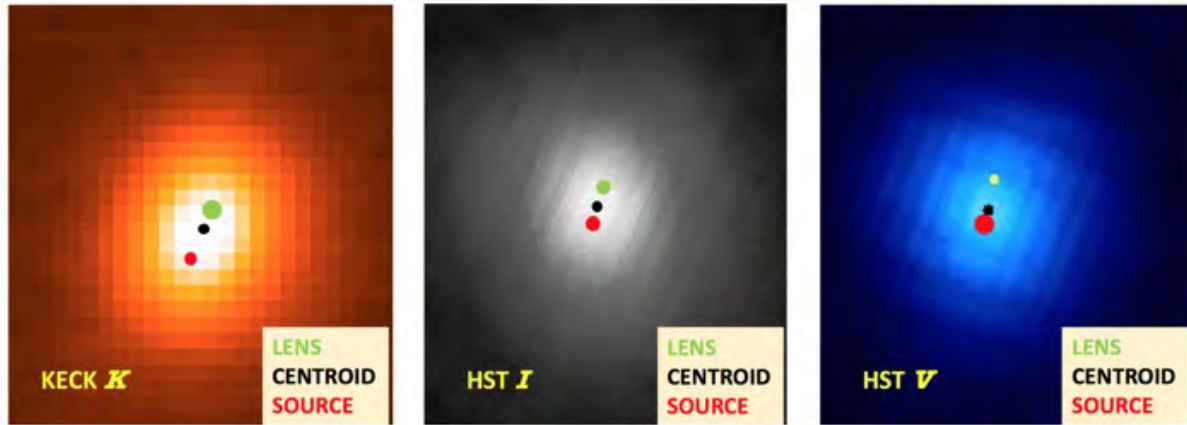 KECK K
LENS
CENTROID
SOURCE
HST I
LENS
CENTROID
SOURCE
HST V
LENS
CENTROID
SOURCE